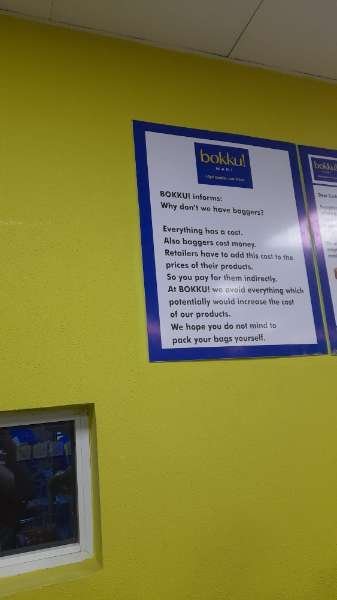 bokku!
BOKKU! informs:
Why don't we have baggers?
Everything has a cost.
Also baggers cost money.
Retailers have to add this cost to the
prices of their products.
So you pay for them indirectly.
At BOKKU! we avoid everything which
potentially would increase the cost
of our products.
We hope you do not mind to
pack your bags yourself.
bokku!